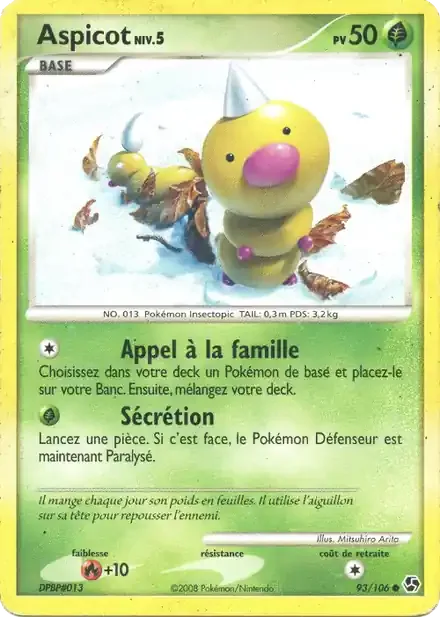 Aspicot NIV.5
PV 50
BASE
NO. 013 Pokémon Insectopic TAIL: 0,3 m PDS: 3,2 kg
Appel à la famille
Choisissez dans votre deck un Pokémon de base et placez-le
sur votre Banc. Ensuite, mélangez votre deck.
Sécrétion
Lancez une pièce. Si c'est face, le Pokémon Défenseur est
maintenant Paralysé.
Il mange chaque jour son poids en feuilles. Il utilise l'aiguillon
sur sa tête pour repousser l'ennemi.
Illus. Mitsuhiro Arita
faiblesse résistance coût de retraite
+10
DPBP#013 ©2008 Pokémon/Nintendo 93/106